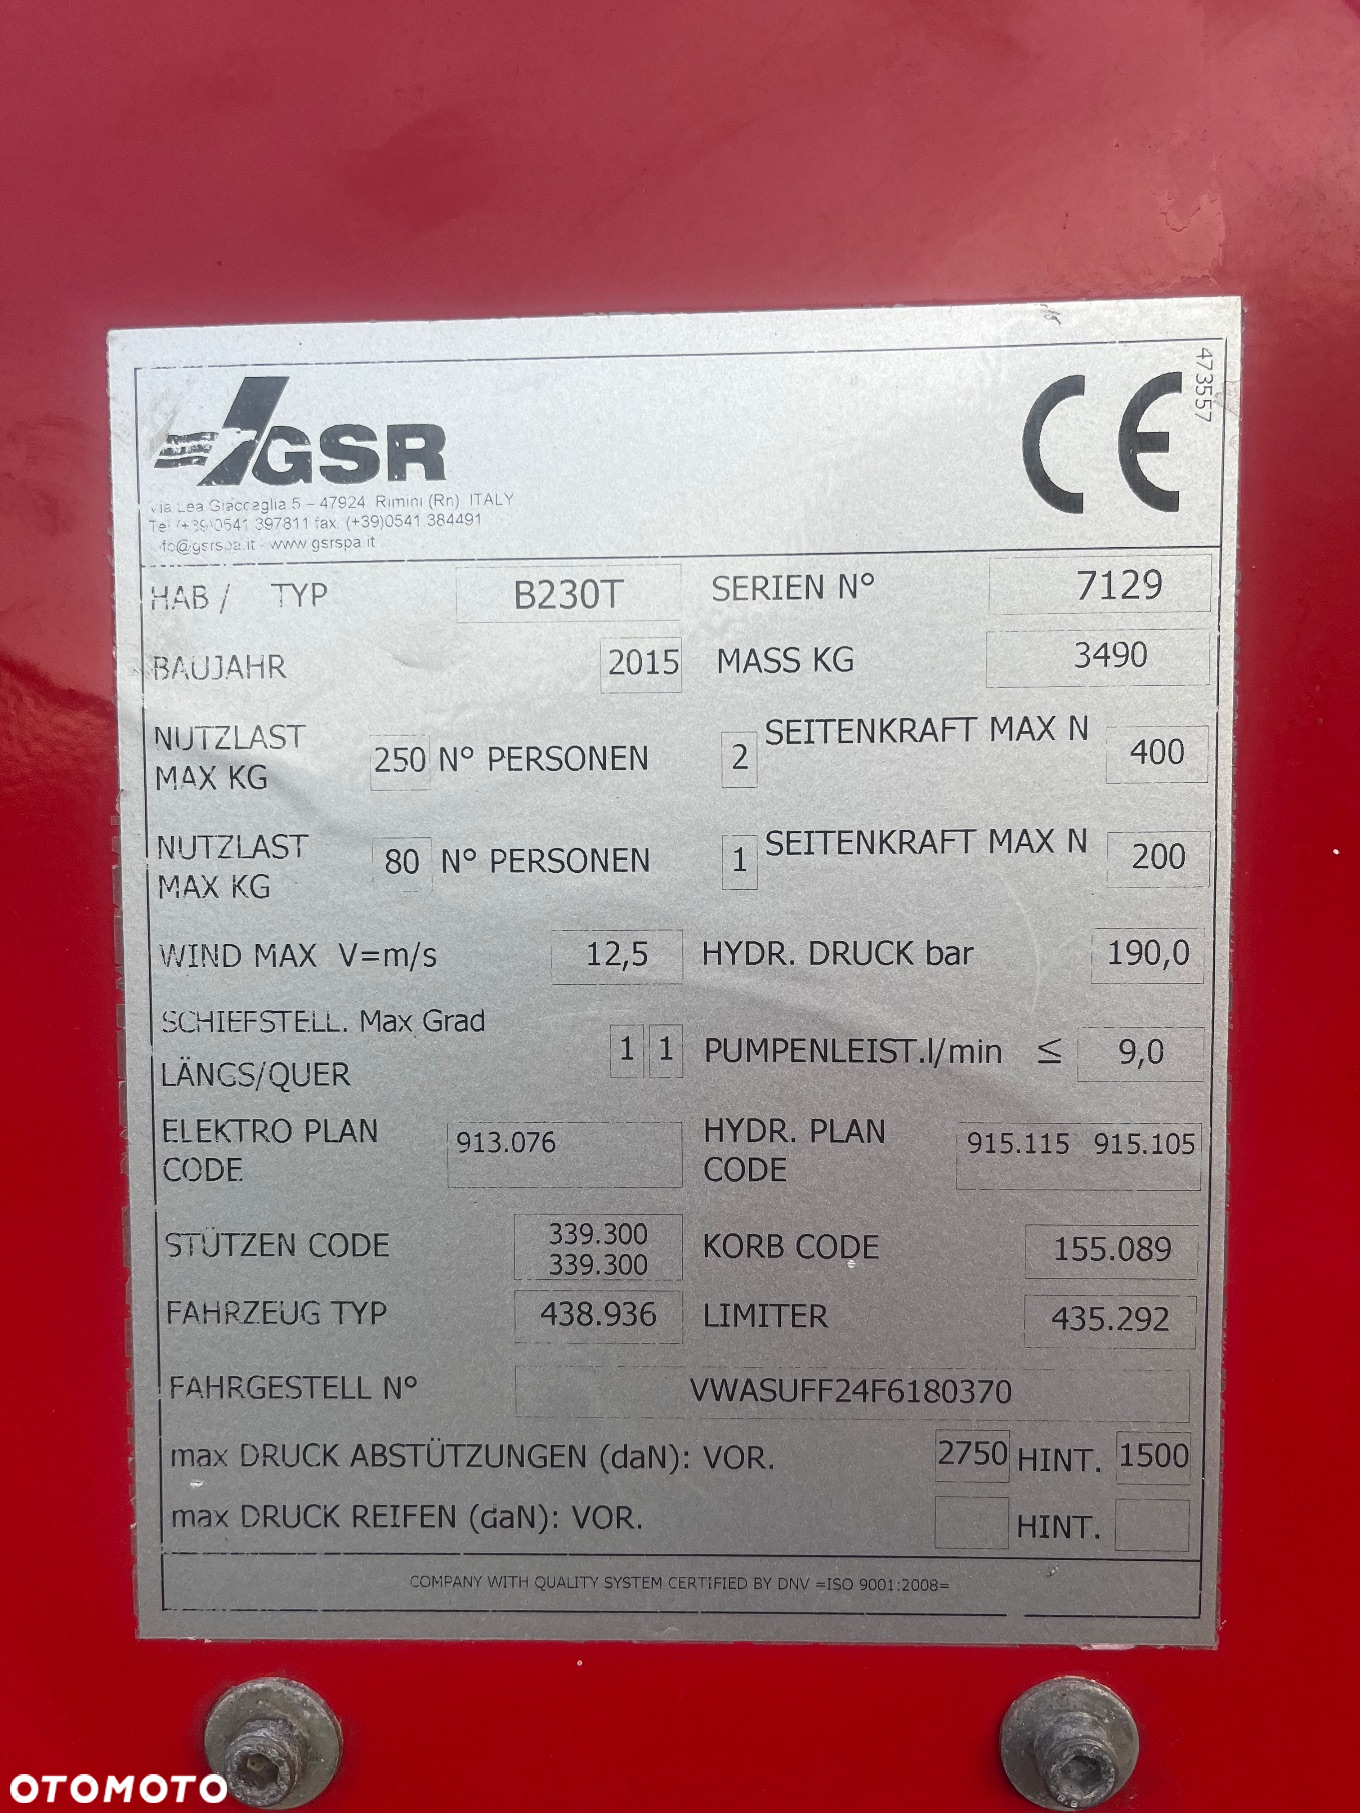 473557
GSR
CE
Via Lea Giaccaglia 5 – 47924 Rimini (Rn) ITALY
Tel (+39)0541 397811 fax (+39)0541 384491
www.gsrspa.it
HAB / TYP B230T SERIEN N° 7129
BAUJAHR 2015 MASS KG 3490
NUTZLAST MAX KG 250 N° PERSONEN 2 SEITENKRAFT MAX N 400
NUTZLAST MAX KG 80 N° PERSONEN 1 SEITENKRAFT MAX N 200
WIND MAX V=m/s 12,5 HYDR. DRUCK bar 190,0
SCHIEFSTELL. Max Grad
LÄNGS/QUER 1 1 PUMPENLEIST.l/min ≤ 9,0
ELEKTRO PLAN CODE 913.076 HYDR. PLAN CODE 915.115 915.105
STÜTZEN CODE 339.300 339.300 KORB CODE 155.089
FAHRZEUG TYP 438.936 LIMITER 435.292
FAHRGESTELL N° VWASUFF24F6180370
max DRUCK ABSTÜTZUNGEN (daN): VOR. 2750 HINT. 1500
max DRUCK REIFEN (daN): VOR. HINT.
COMPANY WITH QUALITY SYSTEM CERTIFIED BY DNV =ISO 9001:2008=
OTOMOTO